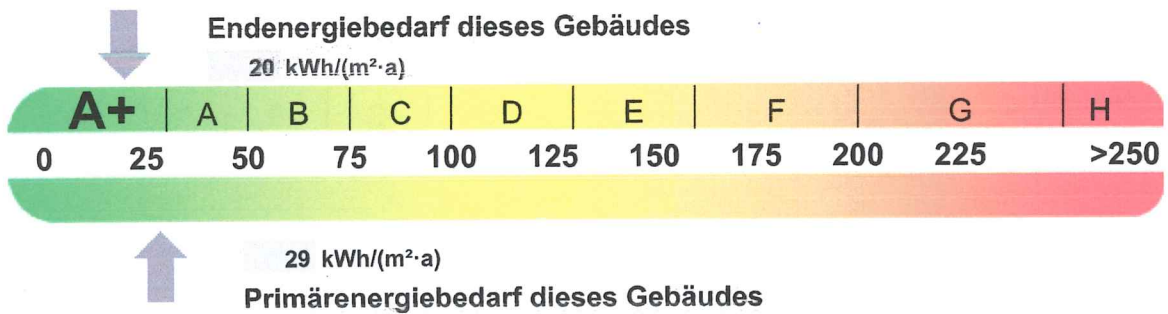 Endenergiebedarf dieses Gebäudes
20 kWh/(m²·a)
A+ A B C D E F G H
0 25 50 75 100 125 150 175 200 225 >250
29 kWh/(m²·a)
Primärenergiebedarf dieses Gebäudes